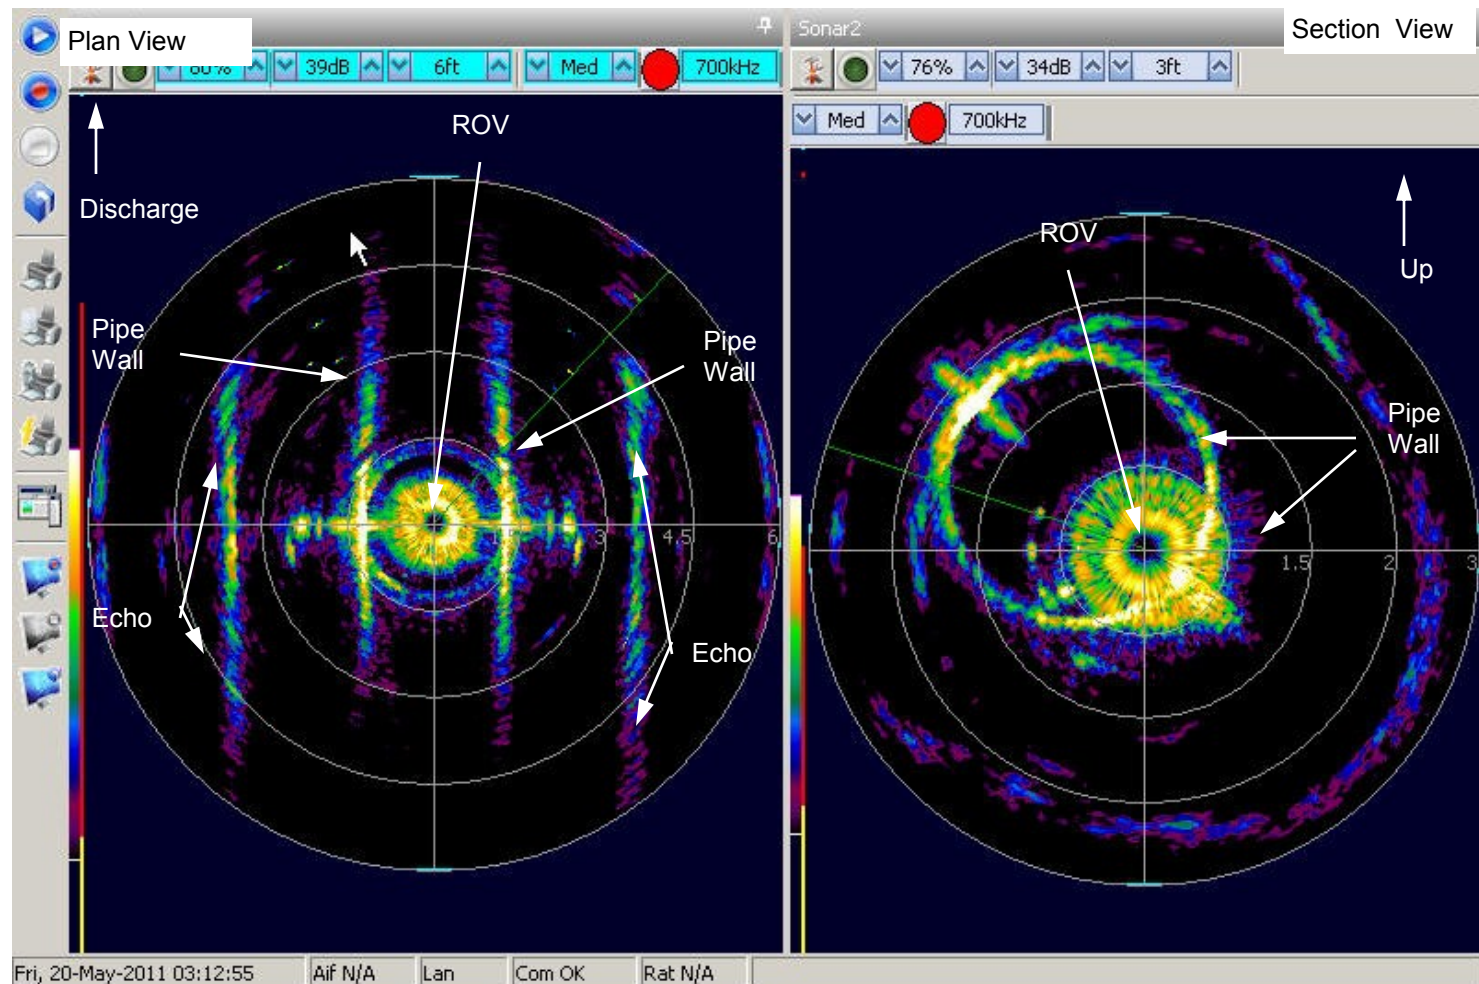 Plan View
60%
39dB
6ft
Med
700kHz
ROV
Discharge
Pipe
Wall
Pipe
Wall
3
4.5
6
Echo
Echo
Sonar2
Section View
76%
34dB
3ft
Med
700kHz
ROV
Up
Pipe
Wall
1.5
2
3
Fri, 20-May-2011 03:12:55
Aif N/A
Lan
Com OK
Rat N/A